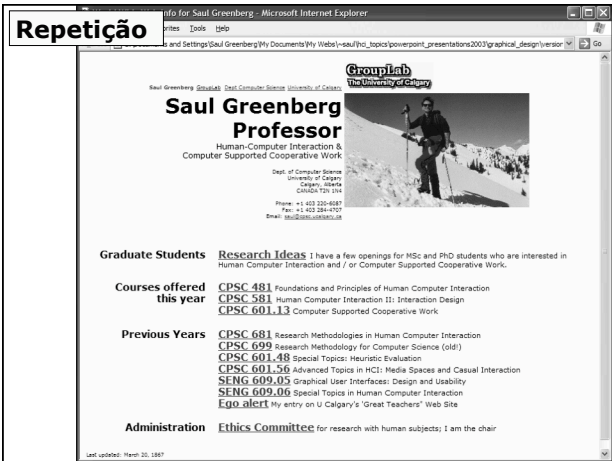 Repetição
nfo for Saul Greenberg - Microsoft Internet Explorer
Tools Help
and Settings\Saul Greenberg\My Documents\My Webs\~saul\hci_topics\powerpoint_presentations2003\graphical_design\version Go
GroupLab
The University of Calgary
Saul Greenberg GroupLab Dept Computer Science University of Calgary
Saul Greenberg
Professor
Human-Computer Interaction &
Computer Supported Cooperative Work
Dept. of Computer Science
University of Calgary
Calgary, Alberta
CANADA T2N 1N4
Phone: +1 403 220-6087
Fax: +1 403 284-4707
Email: saul@cpsc.ucalgary.ca
Graduate Students Research Ideas I have a few openings for MSc and PhD students who are interested in
Human Computer Interaction and / or Computer Supported Cooperative Work.
Courses offered CPSC 481 Foundations and Principles of Human Computer Interaction
this year CPSC 581 Human Computer Interaction II: Interaction Design
CPSC 601.13 Computer Supported Cooperative Work
Previous Years CPSC 681 Research Methodologies in Human Computer Interaction
CPSC 699 Research Methodology for Computer Science (old!)
CPSC 601.48 Special Topics: Heuristic Evaluation
CPSC 601.56 Advanced Topics in HCI: Media Spaces and Casual Interaction
SENG 609.05 Graphical User Interfaces: Design and Usability
SENG 609.06 Special Topics in Human Computer Interaction
Ego alert My entry on U Calgary's 'Great Teachers" Web Site
Administration Ethics Committee for research with human subjects; I am the chair
Last updated: March 20, 1867